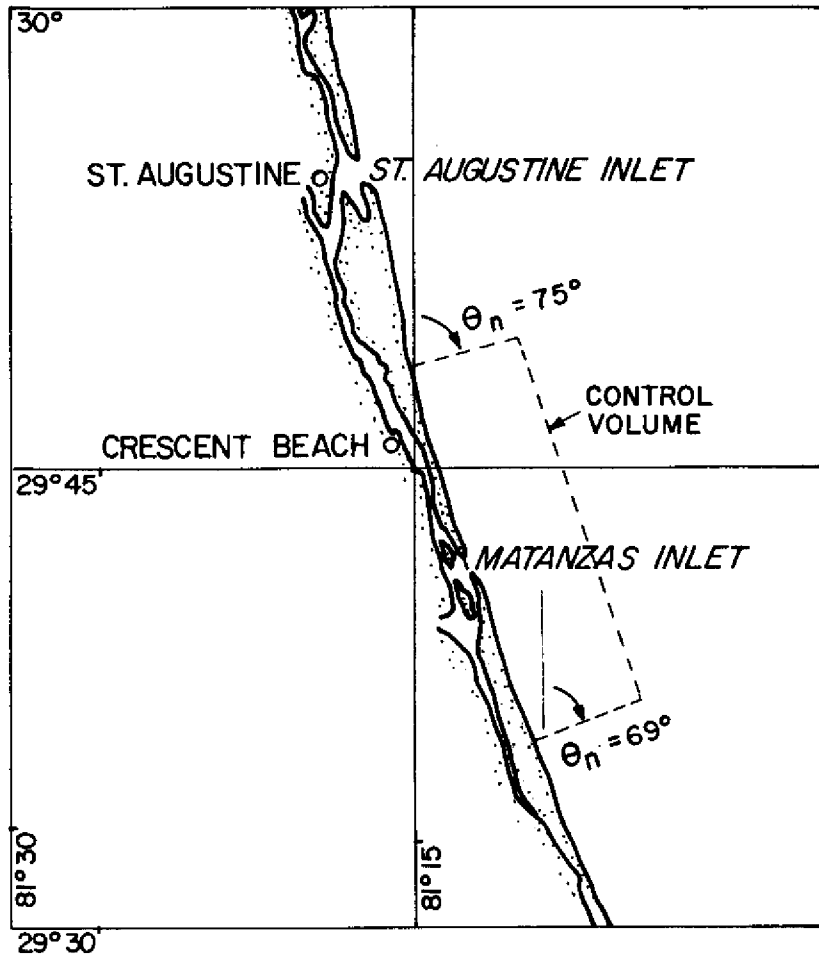 30°
ST. AUGUSTINE
ST. AUGUSTINE INLET
θn = 75°
CONTROL
VOLUME
CRESCENT BEACH
29°45'
MATANZAS INLET
θn = 69°
81°30'
81°15'
29°30'